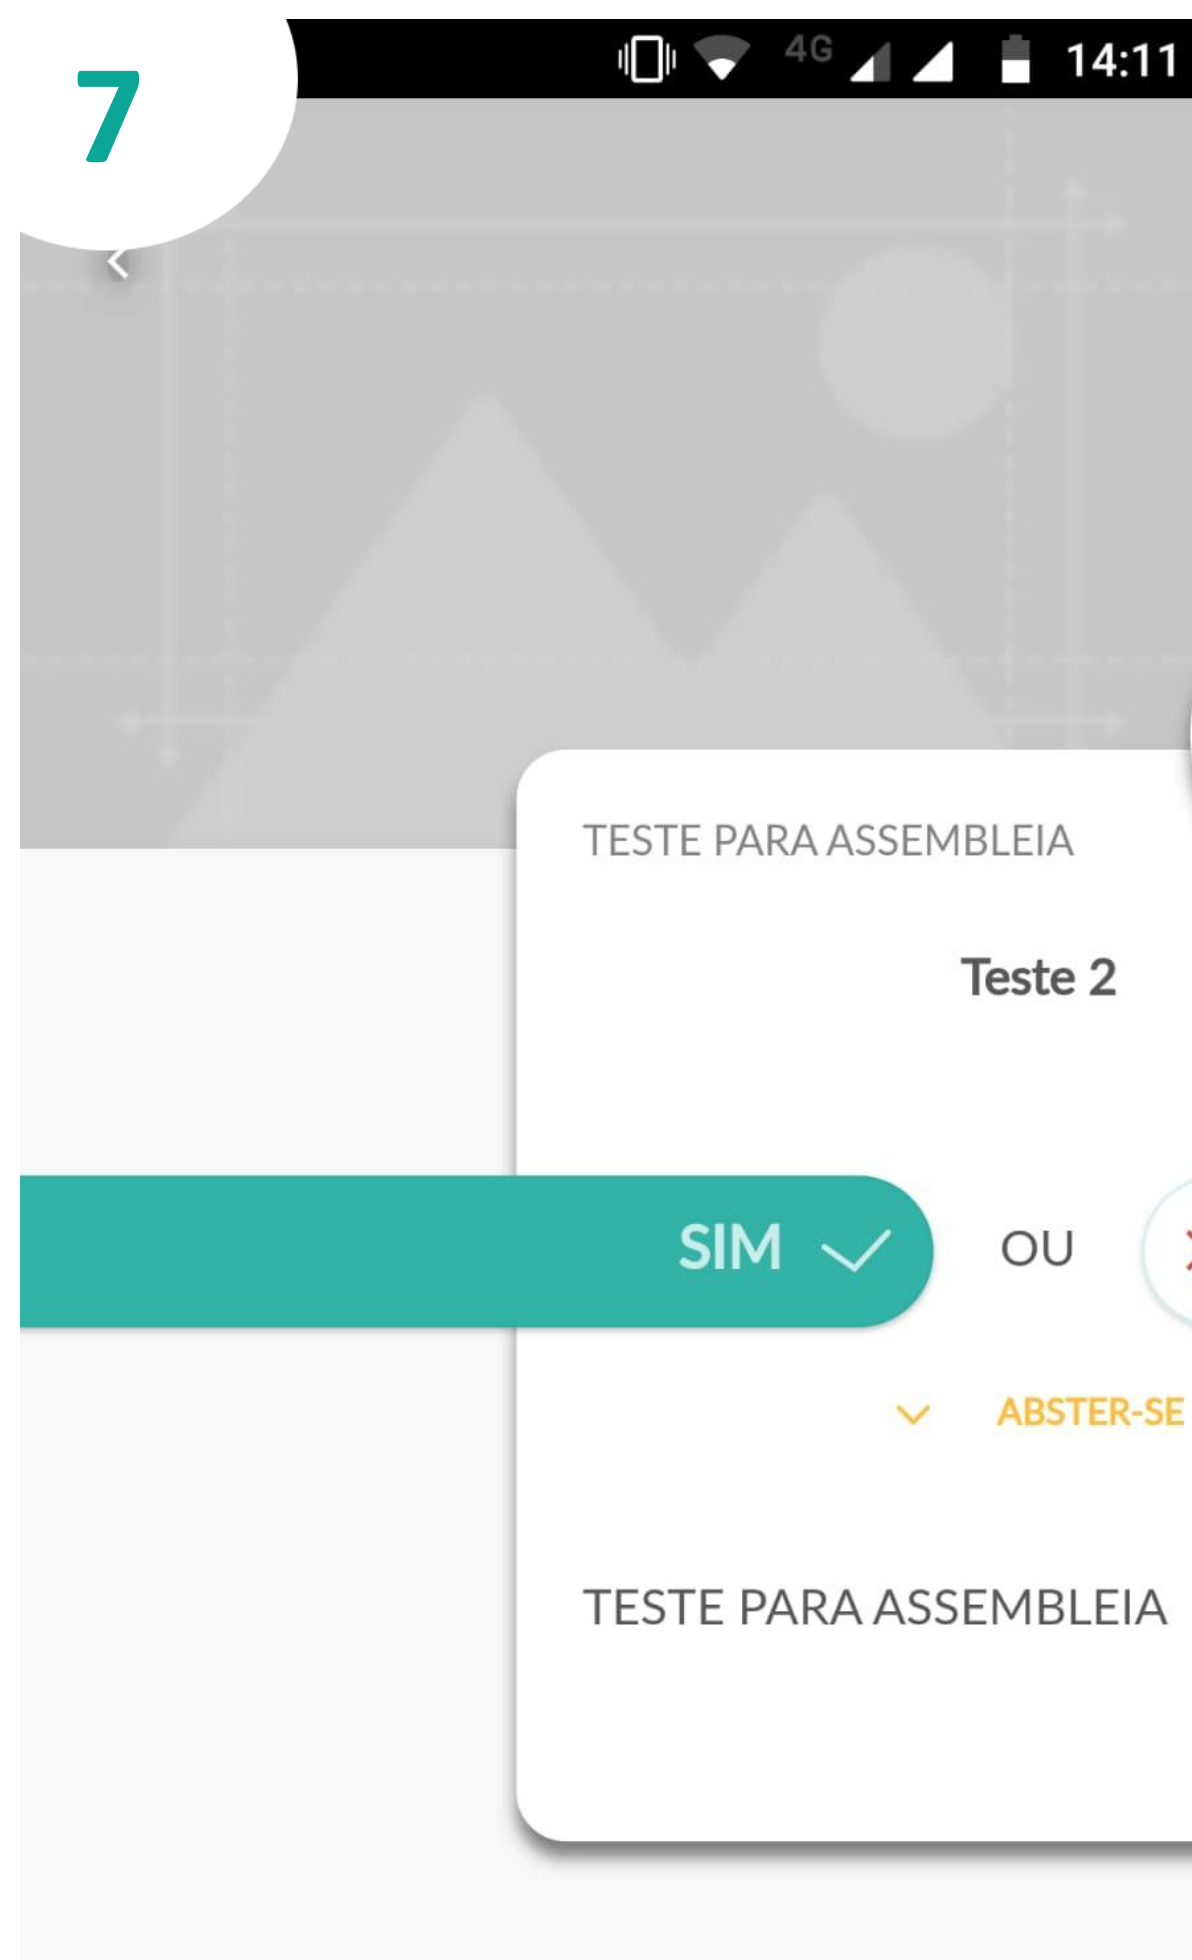 7
4G 14:11
TESTE PARA ASSEMBLEIA
Teste 2
SIM OU
ABSTER-SE
TESTE PARA ASSEMBLEIA